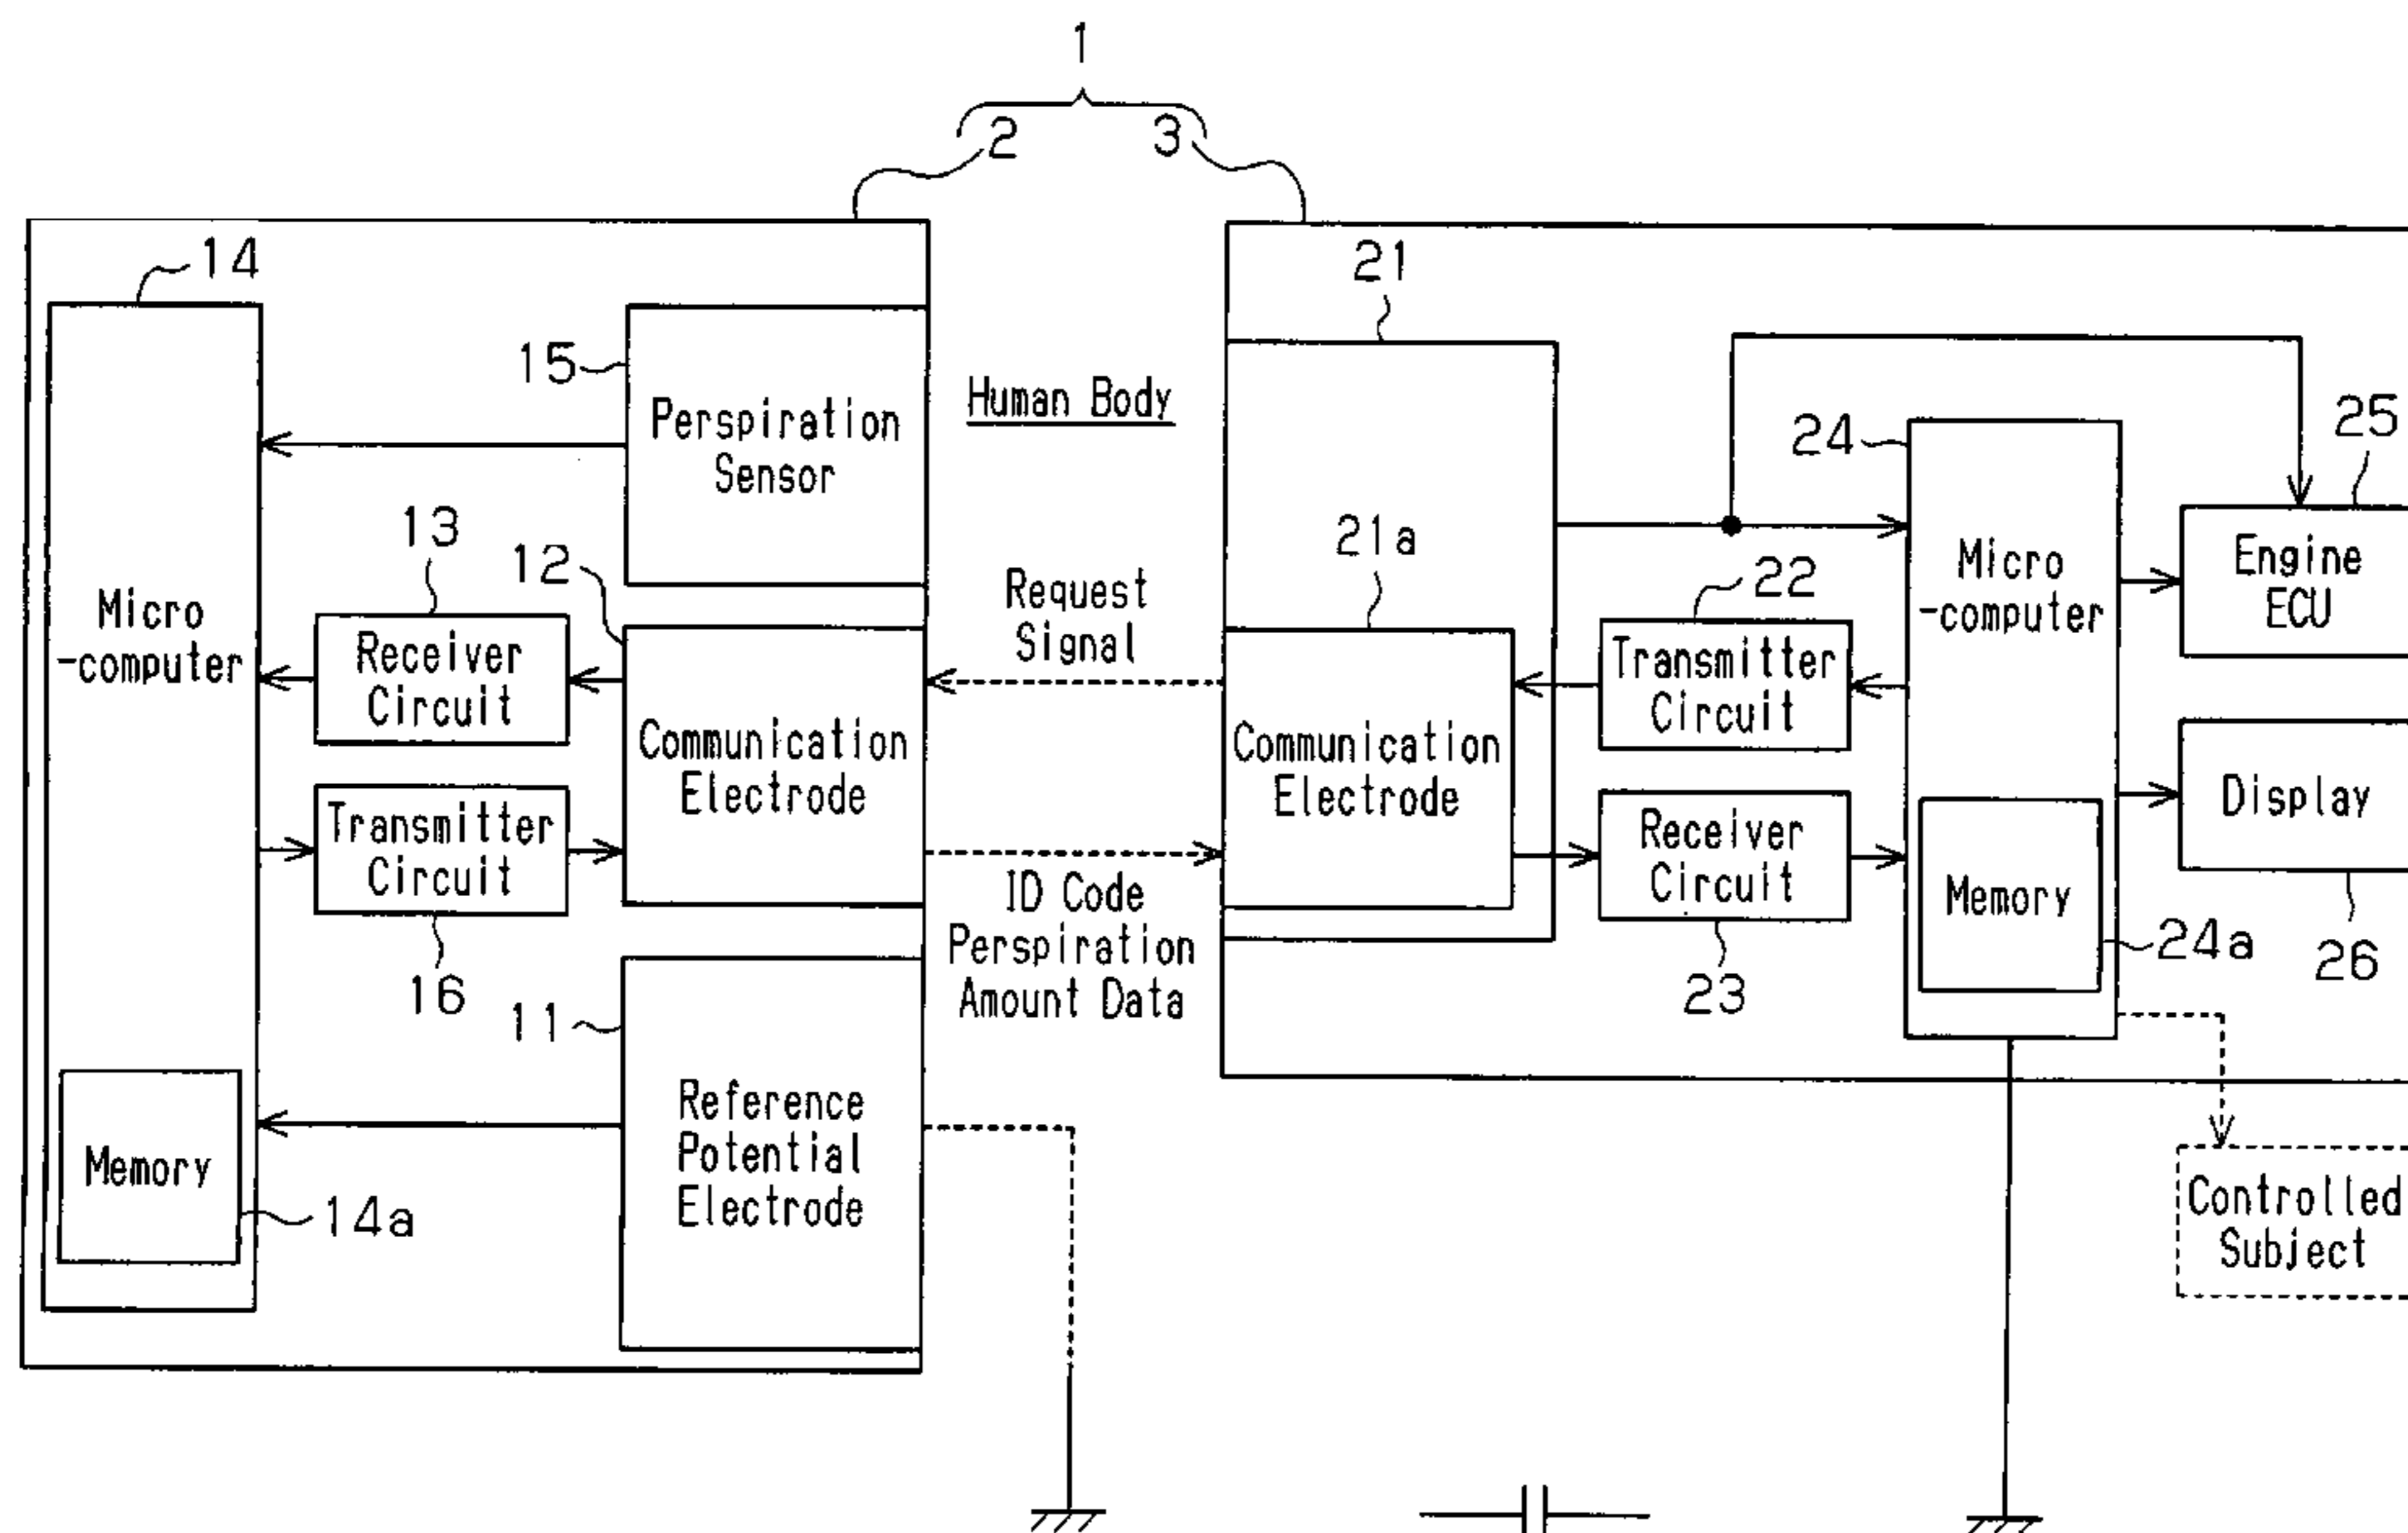 1
2
3
14
15
Perspiration
Sensor
Human Body
21
24
25
13
12
21a
22
Micro
-computer
Receiver
Circuit
Communication
Electrode
Request
Signal
Communication
Electrode
Transmitter
Circuit
Micro
-computer
Engine
ECU
Transmitter
Circuit
Receiver
Circuit
Display
ID Code
Perspiration
Amount Data
Memory
24a
26
16
11
23
Memory
14a
Reference
Potential
Electrode
Controlled
Subject